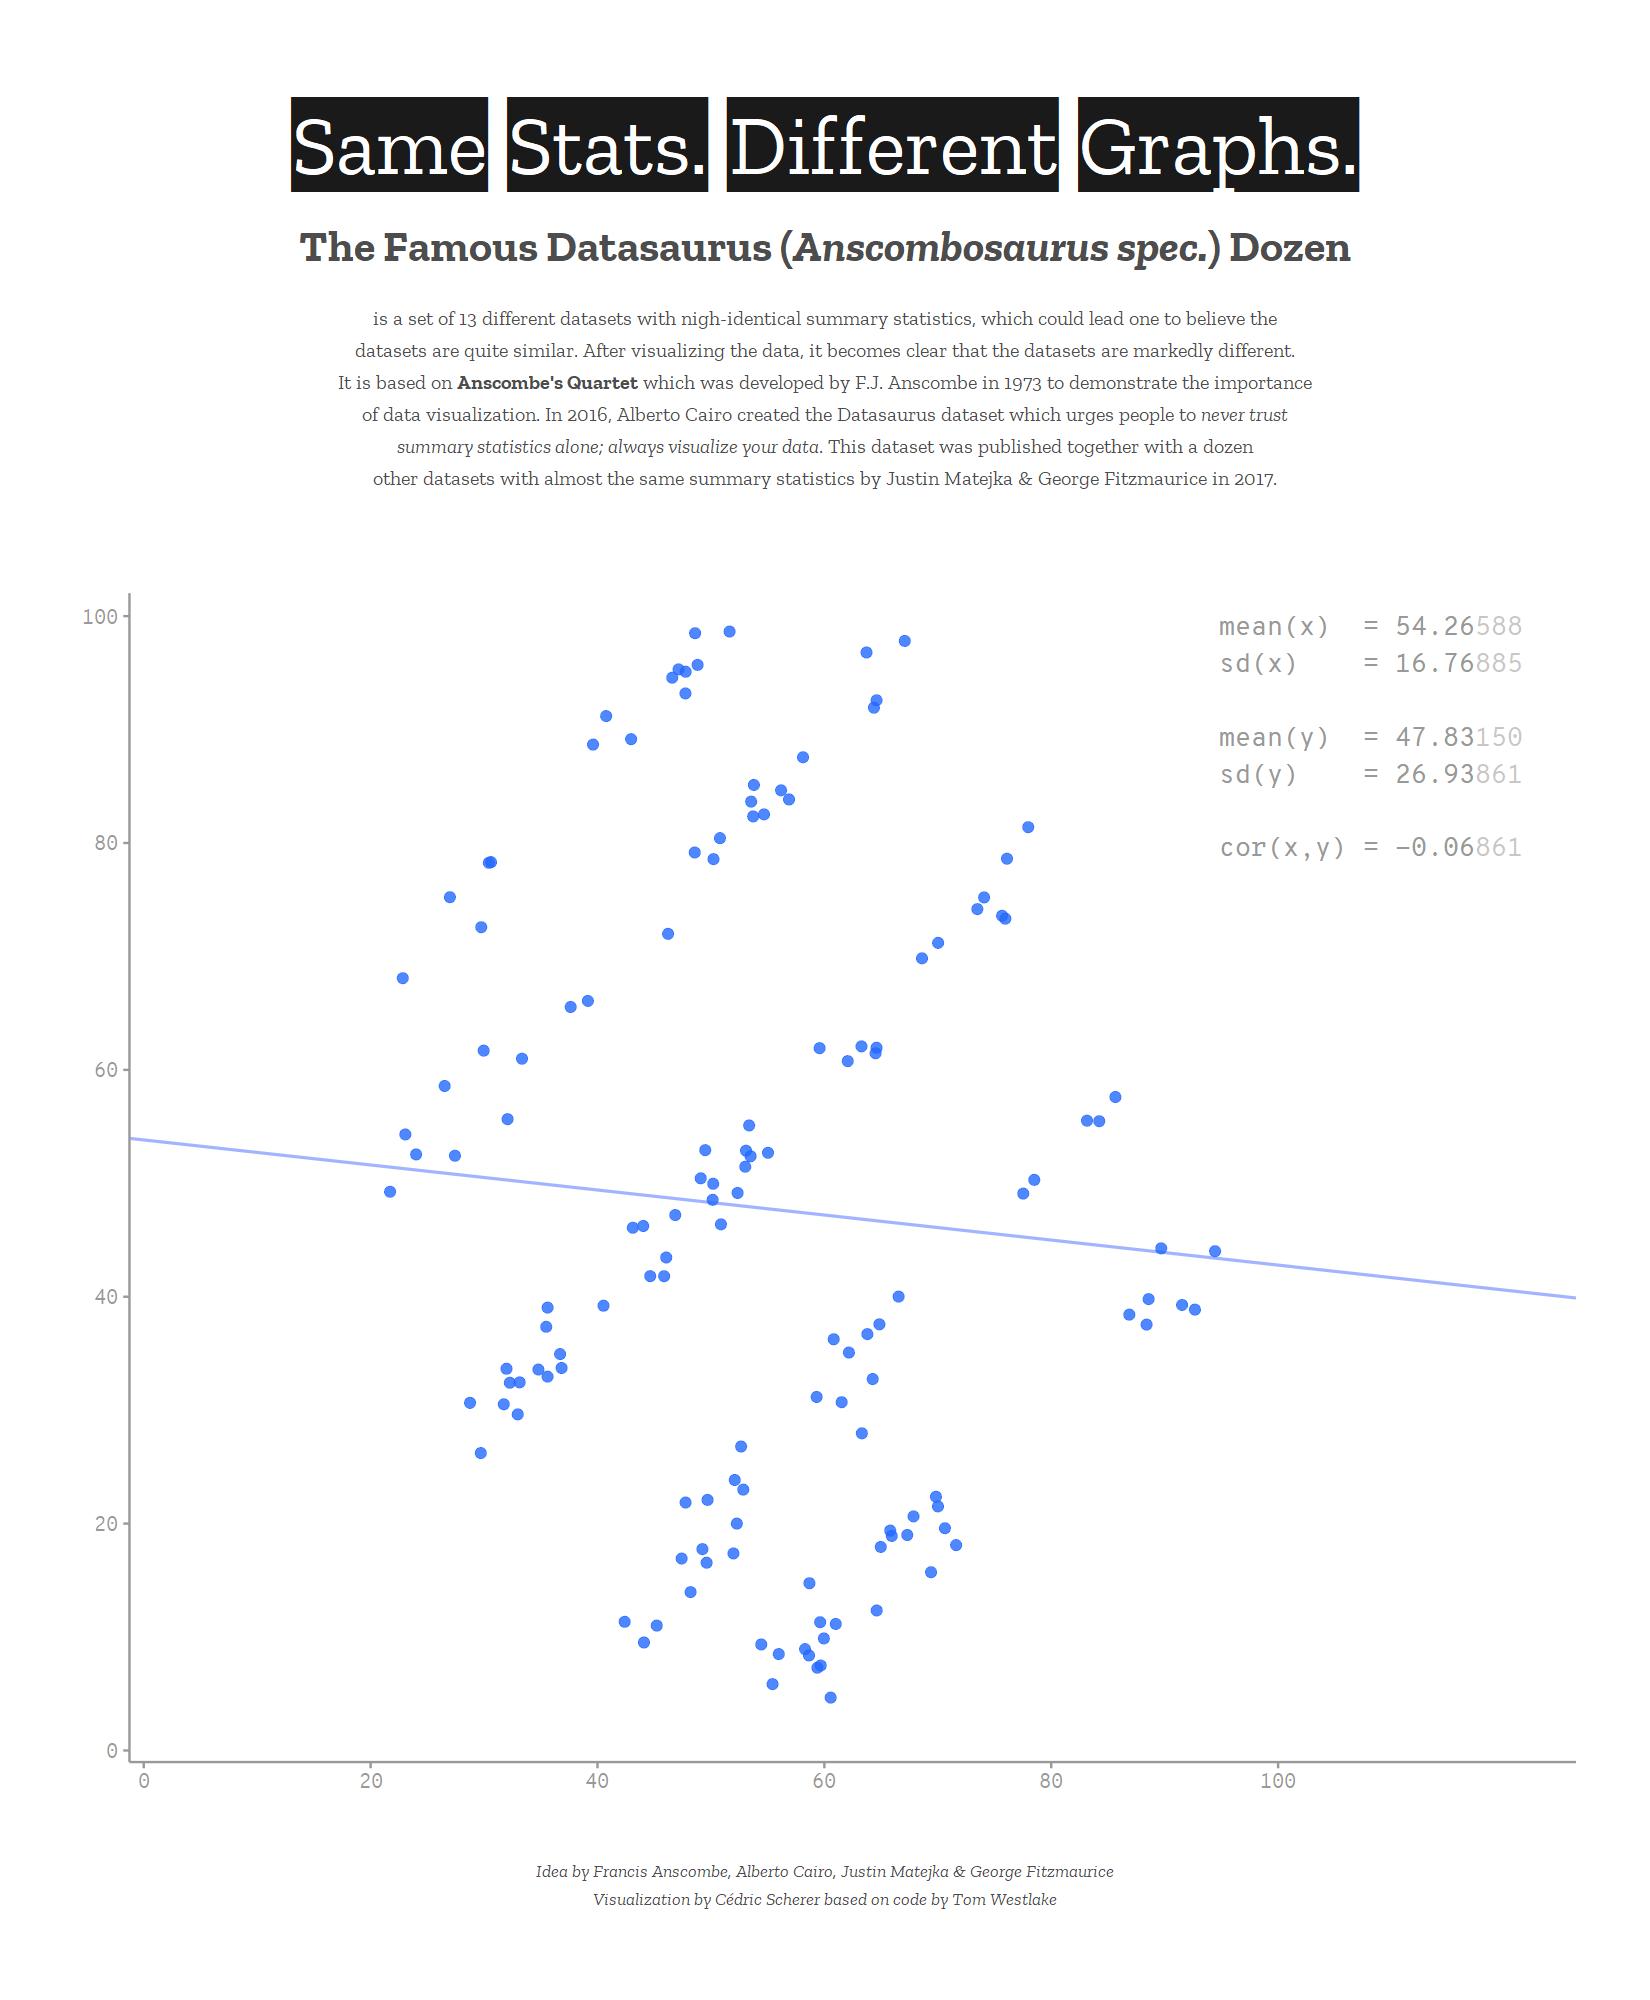 Same Stats. Different Graphs.
The Famous Datasaurus (Anscombosaurus spec.) Dozen
is a set of 13 different datasets with nigh-identical summary statistics, which could lead one to believe the
datasets are quite similar. After visualizing the data, it becomes clear that the datasets are markedly different.
It is based on Anscombe's Quartet which was developed by F.J. Anscombe in 1973 to demonstrate the importance
of data visualization. In 2016, Alberto Cairo created the Datasaurus dataset which urges people to never trust
summary statistics alone; always visualize your data. This dataset was published together with a dozen
other datasets with almost the same summary statistics by Justin Matejka & George Fitzmaurice in 2017.
mean(x) = 54.26588
sd(x) = 16.76885
mean(y) = 47.83150
sd(y) = 26.93861
cor(x,y) = −0.06861
100
80
60
40
20
0
0 20 40 60 80 100
Idea by Francis Anscombe, Alberto Cairo, Justin Matejka & George Fitzmaurice
Visualization by Cédric Scherer based on code by Tom Westlake